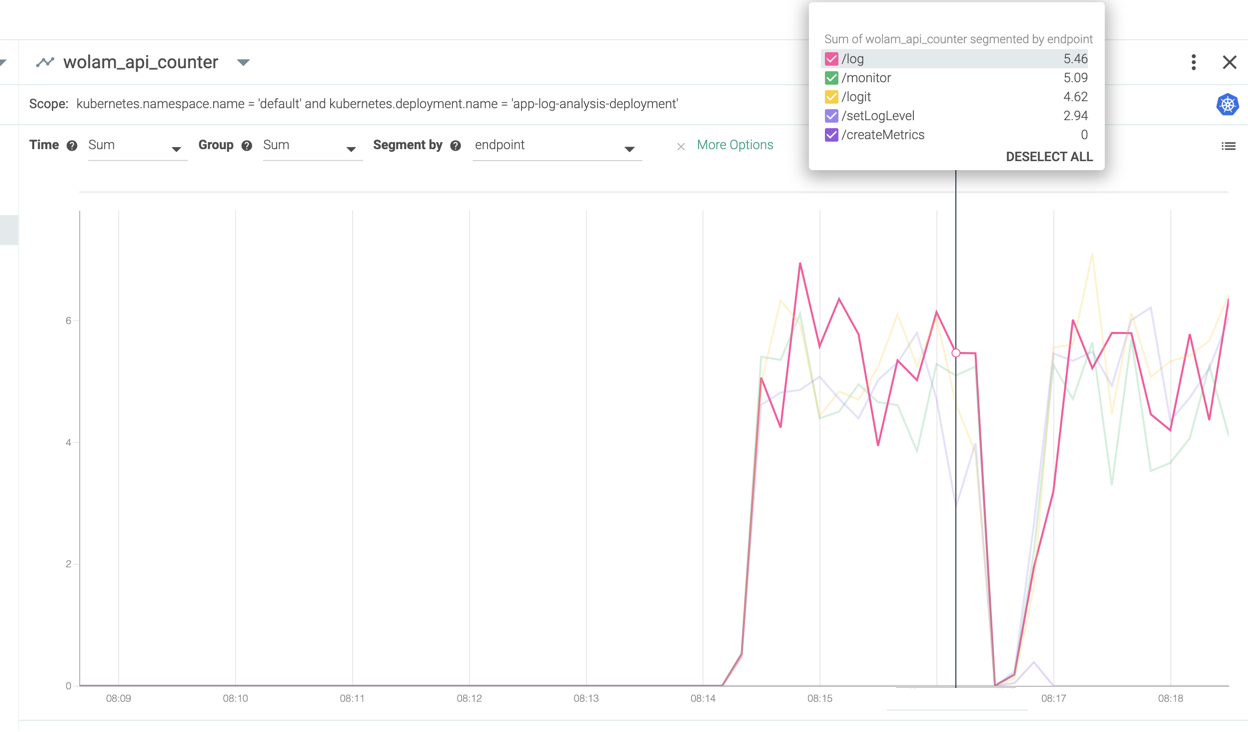 wolam_api_counter
Scope: kubernetes.namespace.name = 'default' and kubernetes.deployment.name = 'app-log-analysis-deployment'
Time ? Sum Group ? Sum Segment by ? endpoint × More Options
Sum of wolam_api_counter segmented by endpoint
/log 5.46
/monitor 5.09
/logit 4.62
/setLogLevel 2.94
/createMetrics 0
DESELECT ALL
6
4
2
0
08:09 08:10 08:11 08:12 08:13 08:14 08:15 08:17 08:18